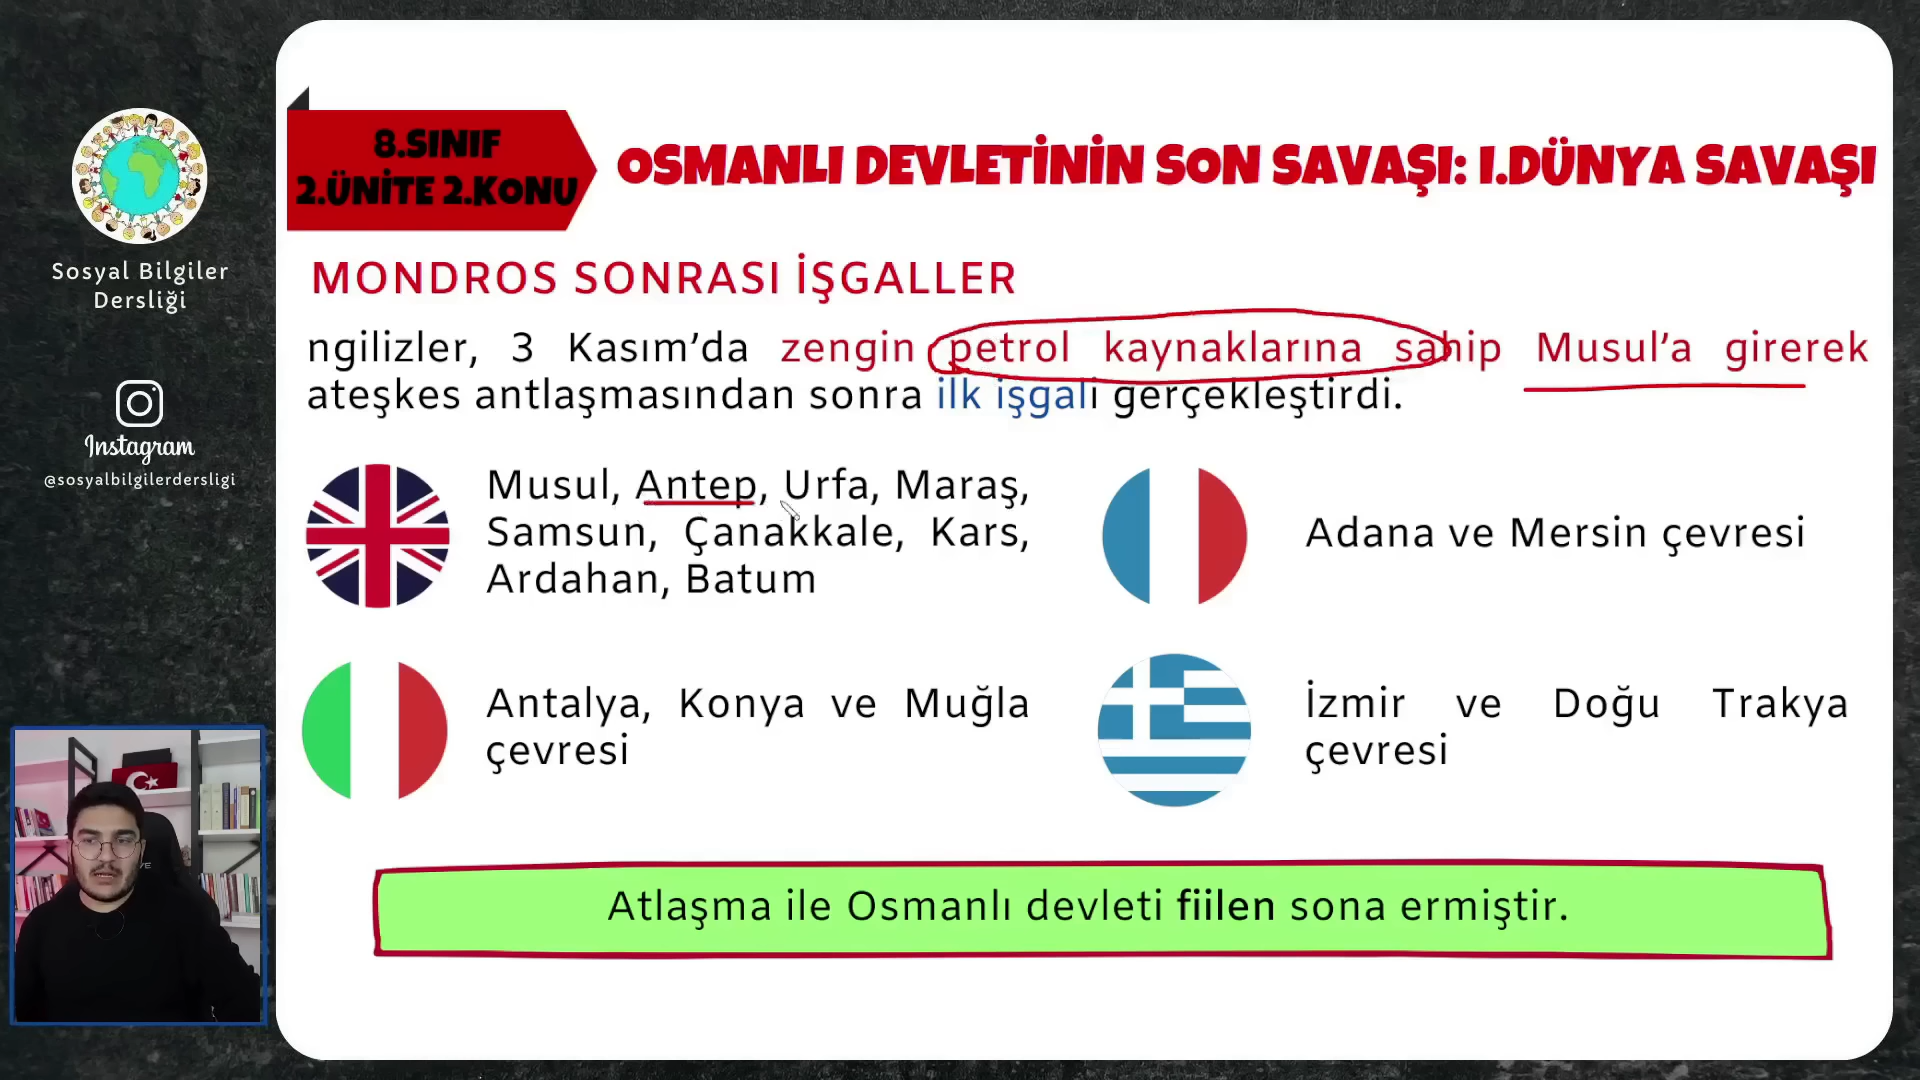 8.SINIF
2.ÜNİTE 2.KONU
OSMANLI DEVLETİNİN SON SAVAŞI: I.DÜNYA SAVAŞI
Sosyal Bilgiler
Dersliği
Instagram
@sosyalbilgilerdersligi
MONDROS SONRASI İŞGALLER
ngilizler, 3 Kasım’da zengin petrol kaynaklarına sahip Musul’a girerek
ateşkes antlaşmasından sonra ilk işgali gerçekleştirdi.
Musul, Antep, Urfa, Maraş,
Samsun, Çanakkale, Kars,
Ardahan, Batum
Adana ve Mersin çevresi
Antalya, Konya ve Muğla
çevresi
İzmir ve Doğu Trakya
çevresi
Atlaşma ile Osmanlı devleti fiilen sona ermiştir.